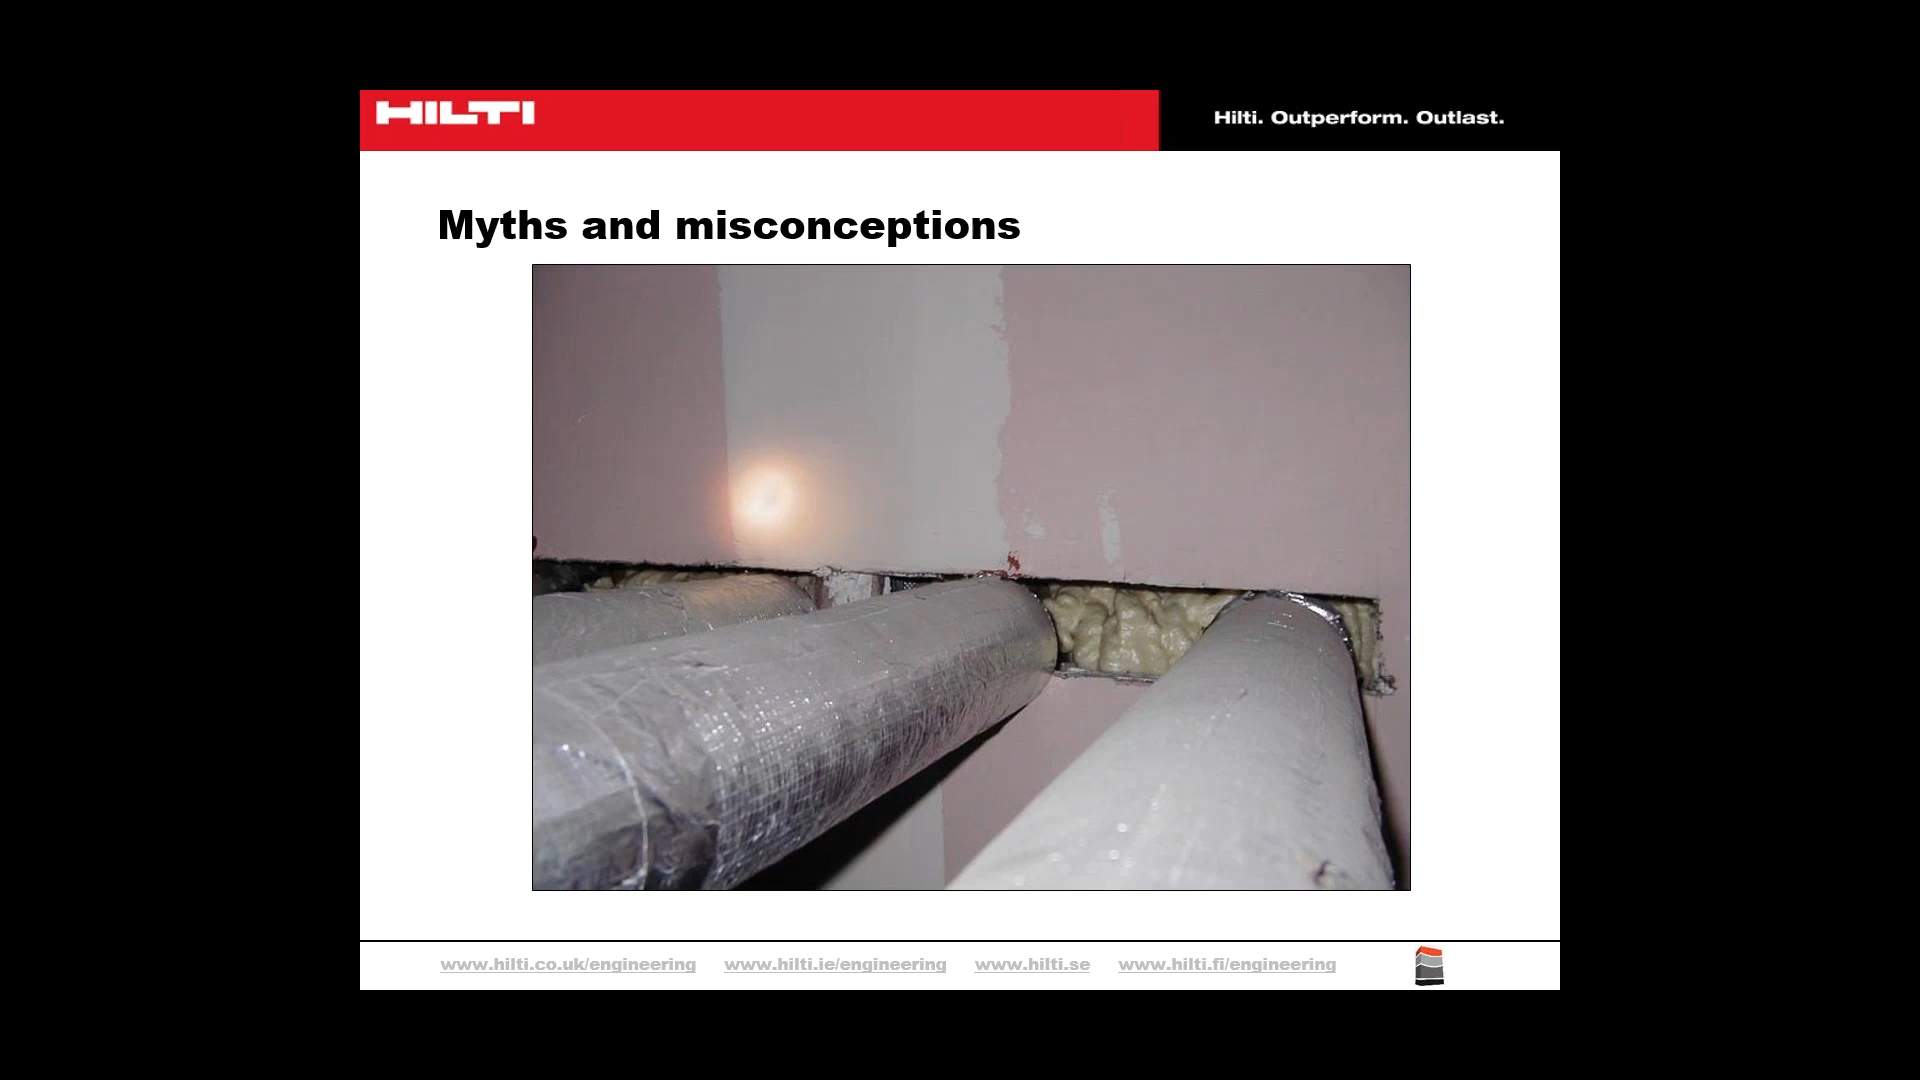 HILTI
Hilti. Outperform. Outlast.
Myths and misconceptions
www.hilti.co.uk/engineering www.hilti.ie/engineering www.hilti.se www.hilti.fi/engineering